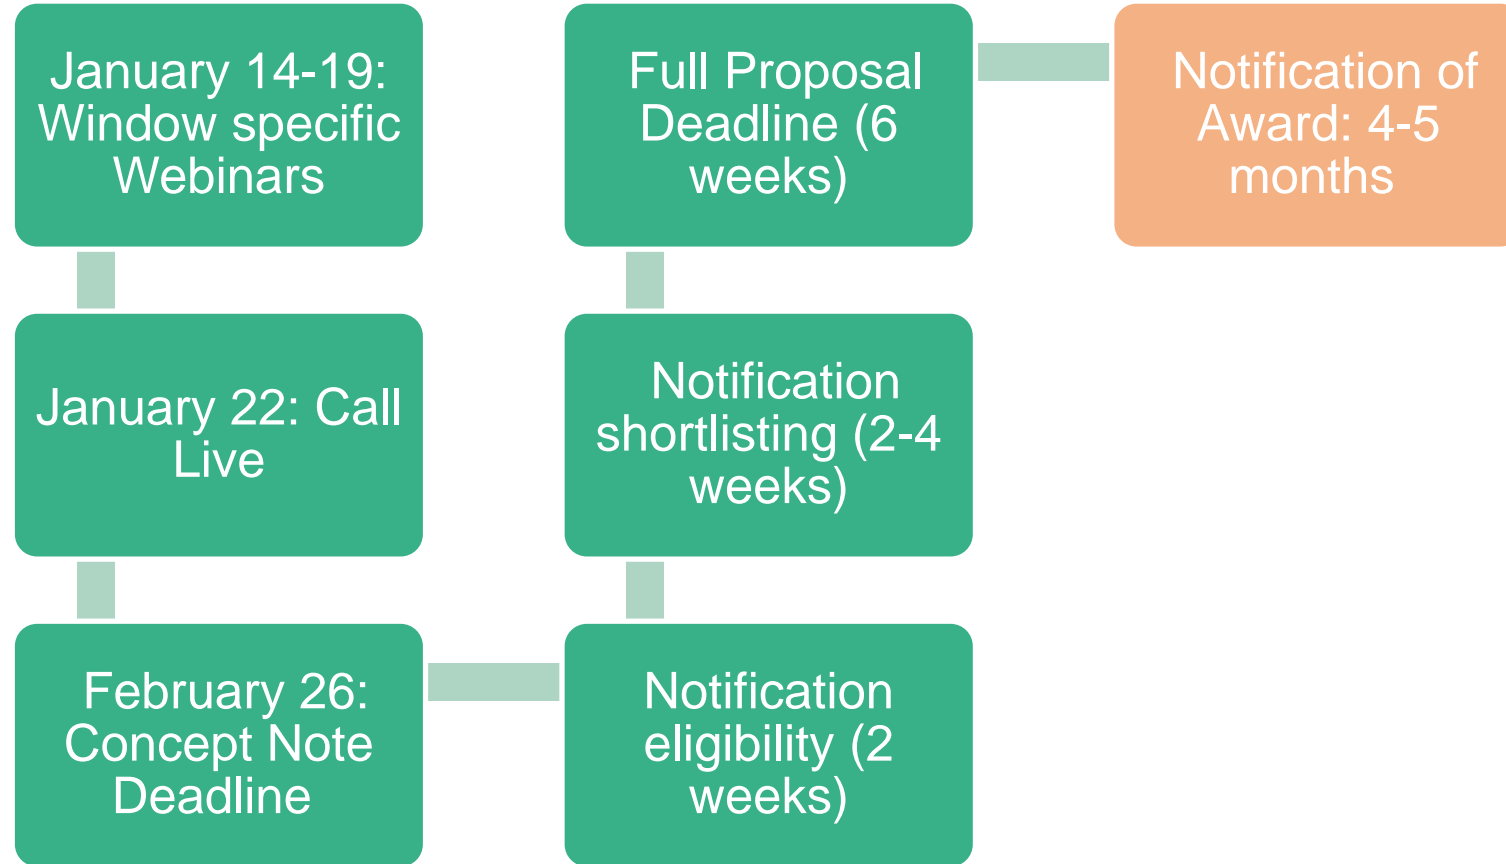 January 14-19:
Window specific
Webinars
January 22: Call
Live
February 26:
Concept Note
Deadline
Notification
eligibility (2
weeks)
Notification
shortlisting (2-4
weeks)
Full Proposal
Deadline (6
weeks)
Notification of
Award: 4-5
months